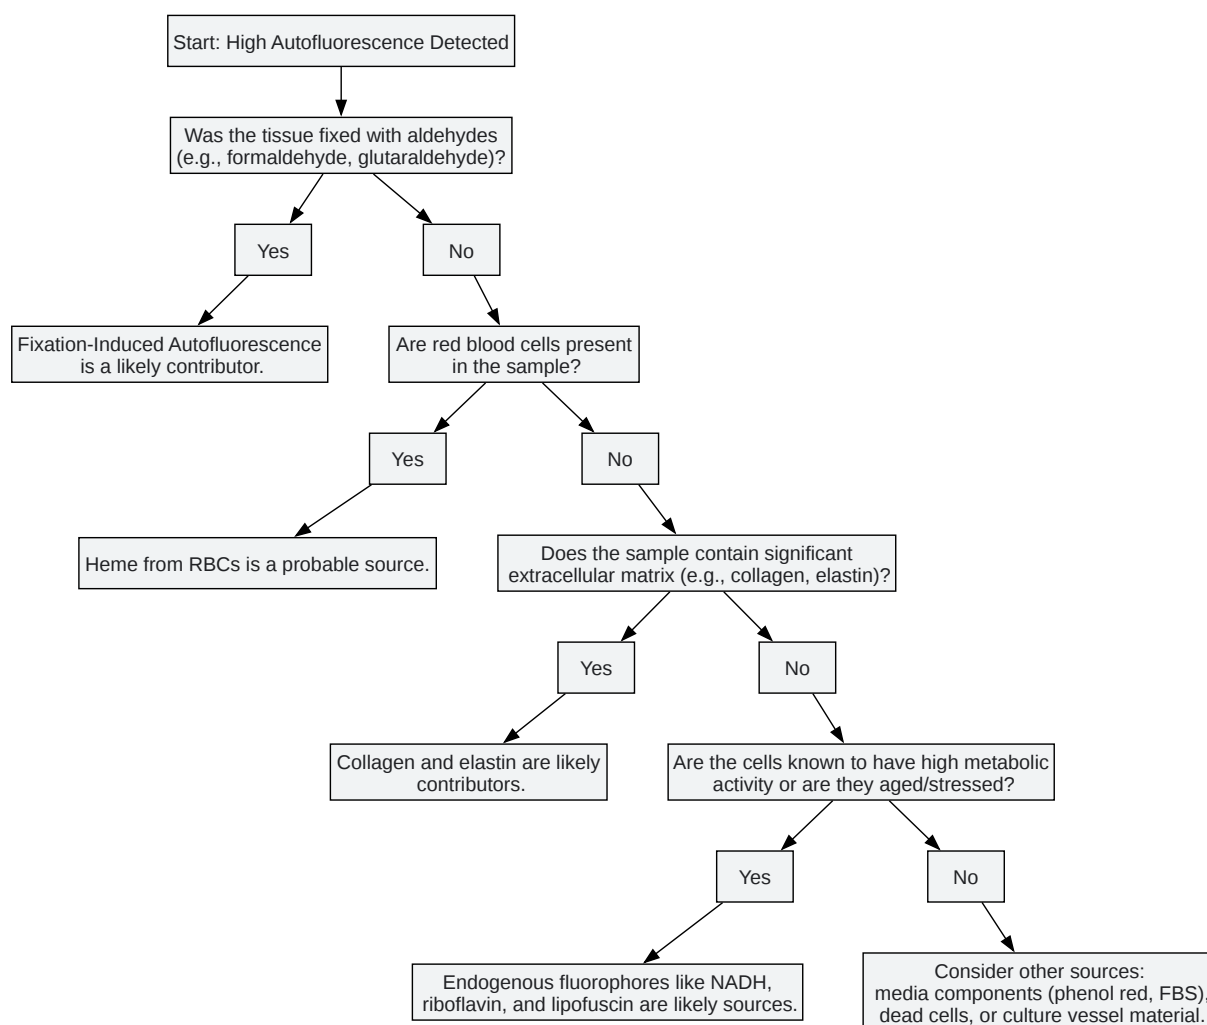 Start: High Autofluorescence Detected
Was the tissue fixed with aldehydes
(e.g., formaldehyde, glutaraldehyde)?
Yes
No
Fixation-Induced Autofluorescence
is a likely contributor.
Are red blood cells present
in the sample?
Yes
No
Heme from RBCs is a probable source.
Does the sample contain significant
extracellular matrix (e.g., collagen, elastin)?
Yes
No
Collagen and elastin are likely
contributors.
Are the cells known to have high metabolic
activity or are they aged/stressed?
Yes
No
Endogenous fluorophores like NADH,
riboflavin, and lipofuscin are likely sources.
Consider other sources:
media components (phenol red, FBS),
dead cells, or culture vessel material.